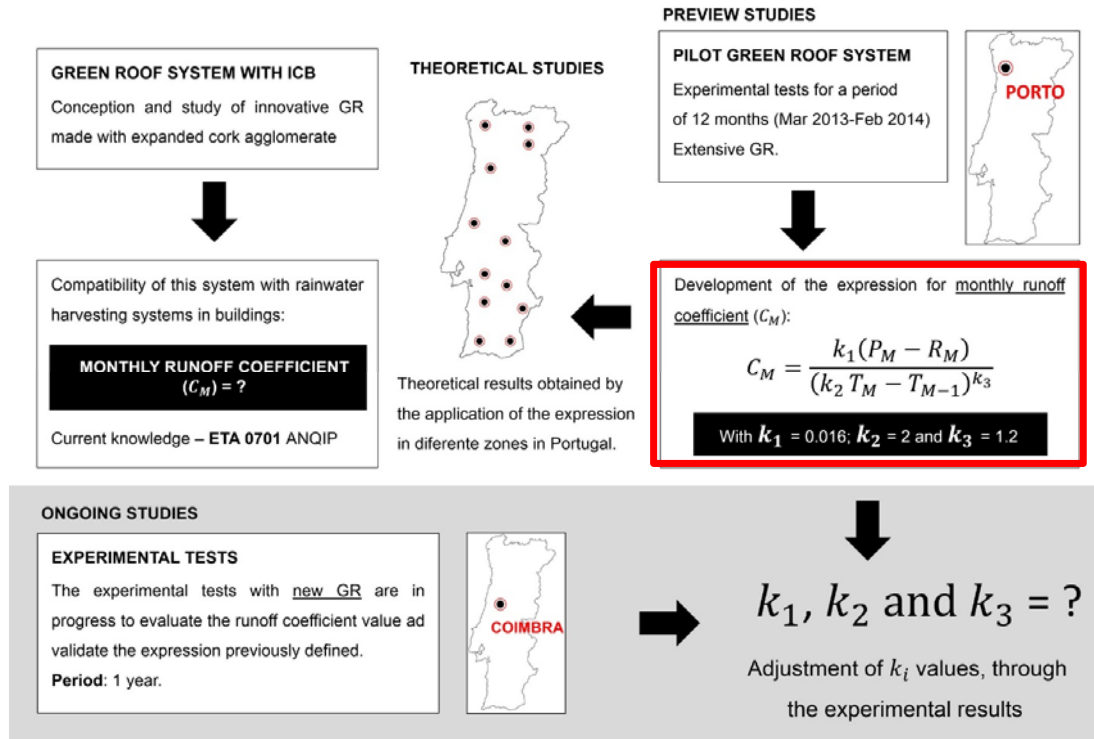 GREEN ROOF SYSTEM WITH ICB
Conception and study of innovative GR
made with expanded cork agglomerate
Compatibility of this system with rainwater
harvesting systems in buildings:
MONTHLY RUNOFF COEFFICIENT
(C_M) = ?
Current knowledge – ETA 0701 ANQIP
THEORETICAL STUDIES
Theoretical results obtained by
the application of the expression
in diferente zones in Portugal.
PREVIEW STUDIES
PILOT GREEN ROOF SYSTEM
Experimental tests for a period
of 12 months (Mar 2013-Feb 2014)
Extensive GR.
PORTO
Development of the expression for monthly runoff
coefficient (C_M):
C_M = k_1(P_M − R_M) / (k_2 T_M − T_{M−1})^{k_3}
With k_1 = 0.016; k_2 = 2 and k_3 = 1.2
ONGOING STUDIES
EXPERIMENTAL TESTS
The experimental tests with new GR are in
progress to evaluate the runoff coefficient value ad
validate the expression previously defined.
Period: 1 year.
COIMBRA
k_1, k_2 and k_3 = ?
Adjustment of k_i values, through
the experimental results